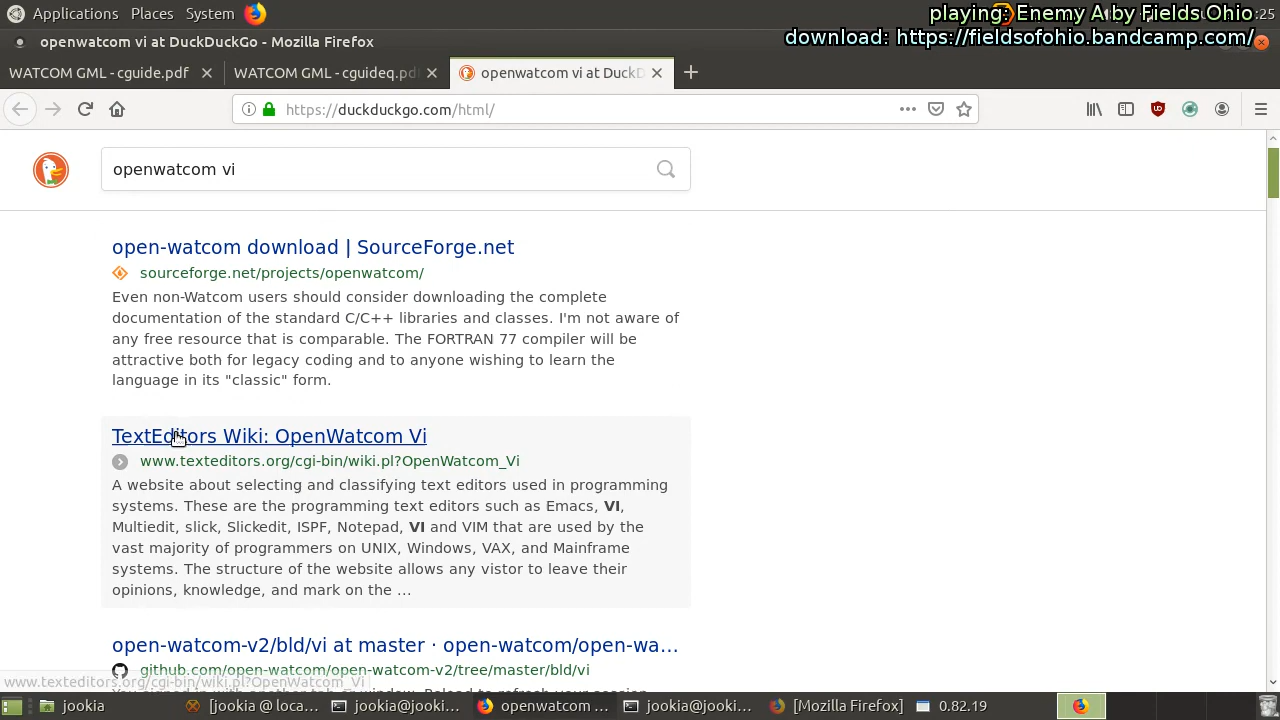 Applications Places System :25
playing: Enemy A by Fields Ohio
openwatcom vi at DuckDuckGo - Mozilla Firefox
download: https://fieldsofohio.bandcamp.com/
WATCOM GML - cguide.pdf WATCOM GML - cguideq.pd openwatcom vi at DuckD
https://duckduckgo.com/html/
openwatcom vi
open-watcom download | SourceForge.net
sourceforge.net/projects/openwatcom/
Even non-Watcom users should consider downloading the complete
documentation of the standard C/C++ libraries and classes. I'm not aware of
any free resource that is comparable. The FORTRAN 77 compiler will be
attractive both for legacy coding and to anyone wishing to learn the
language in its "classic" form.
TextEditors Wiki: OpenWatcom Vi
www.texteditors.org/cgi-bin/wiki.pl?OpenWatcom_Vi
A website about selecting and classifying text editors used in programming
systems. These are the programming text editors such as Emacs, VI,
Multiedit, slick, Slickedit, ISPF, Notepad, VI and VIM that are used by the
vast majority of programmers on UNIX, Windows, VAX, and Mainframe
systems. The structure of the website allows any vistor to leave their
opinions, knowledge, and mark on the ...
open-watcom-v2/bld/vi at master · open-watcom/open-wa...
github.com/open-watcom/open-watcom-v2/tree/master/bld/vi
www.texteditors.org/cgi-bin/wiki.pl?OpenWatcom_Vi
jookia [jookia @ loca... jookia@jooki... openwatcom ... jookia@jooki... [Mozilla Firefox] 0.82.19